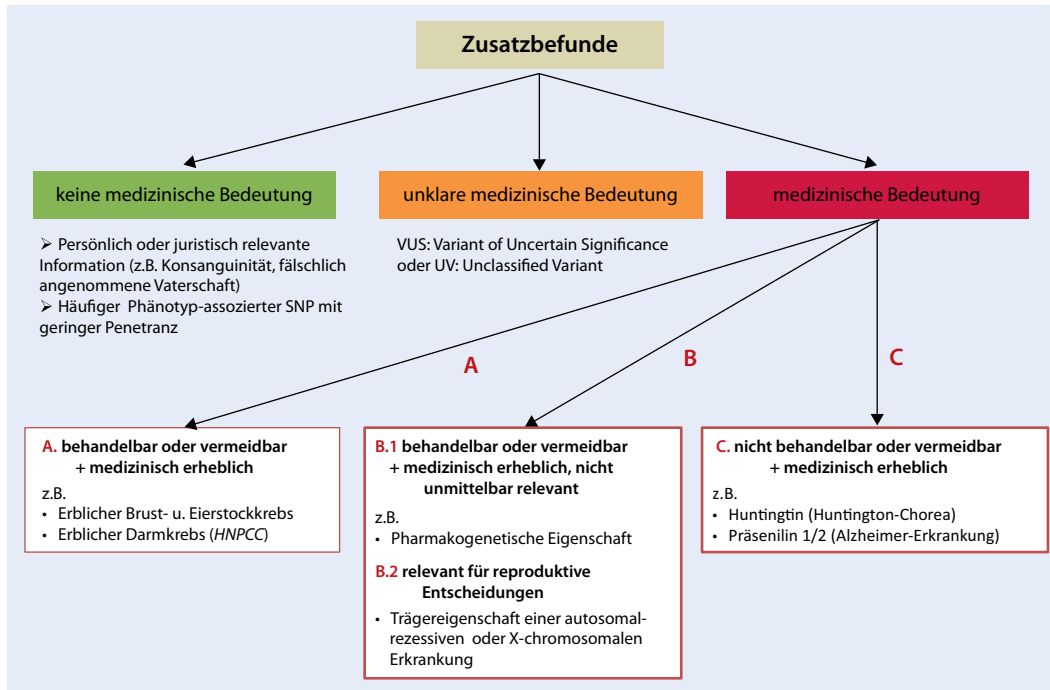 Zusatzbefunde
keine medizinische Bedeutung
➢ Persönlich oder juristisch relevante
Information (z.B. Konsanguinität, fälschlich
angenommene Vaterschaft)
➢ Häufiger Phänotyp-assozierter SNP mit
geringer Penetranz
unklare medizinische Bedeutung
VUS: Variant of Uncertain Significance
oder UV: Unclassified Variant
medizinische Bedeutung
A
B
C
A. behandelbar oder vermeidbar
+ medizinisch erheblich
z.B.
• Erblicher Brust- u. Eierstockkrebs
• Erblicher Darmkrebs (HNPCC)
B.1 behandelbar oder vermeidbar
+ medizinisch erheblich, nicht
unmittelbar relevant
z.B.
• Pharmakogenetische Eigenschaft
B.2 relevant für reproduktive
Entscheidungen
• Trägereigenschaft einer autosomal-
rezessiven oder X-chromosomalen
Erkrankung
C. nicht behandelbar oder vermeidbar
+ medizinisch erheblich
z.B.
• Huntingtin (Huntington-Chorea)
• Präsenilin 1/2 (Alzheimer-Erkrankung)